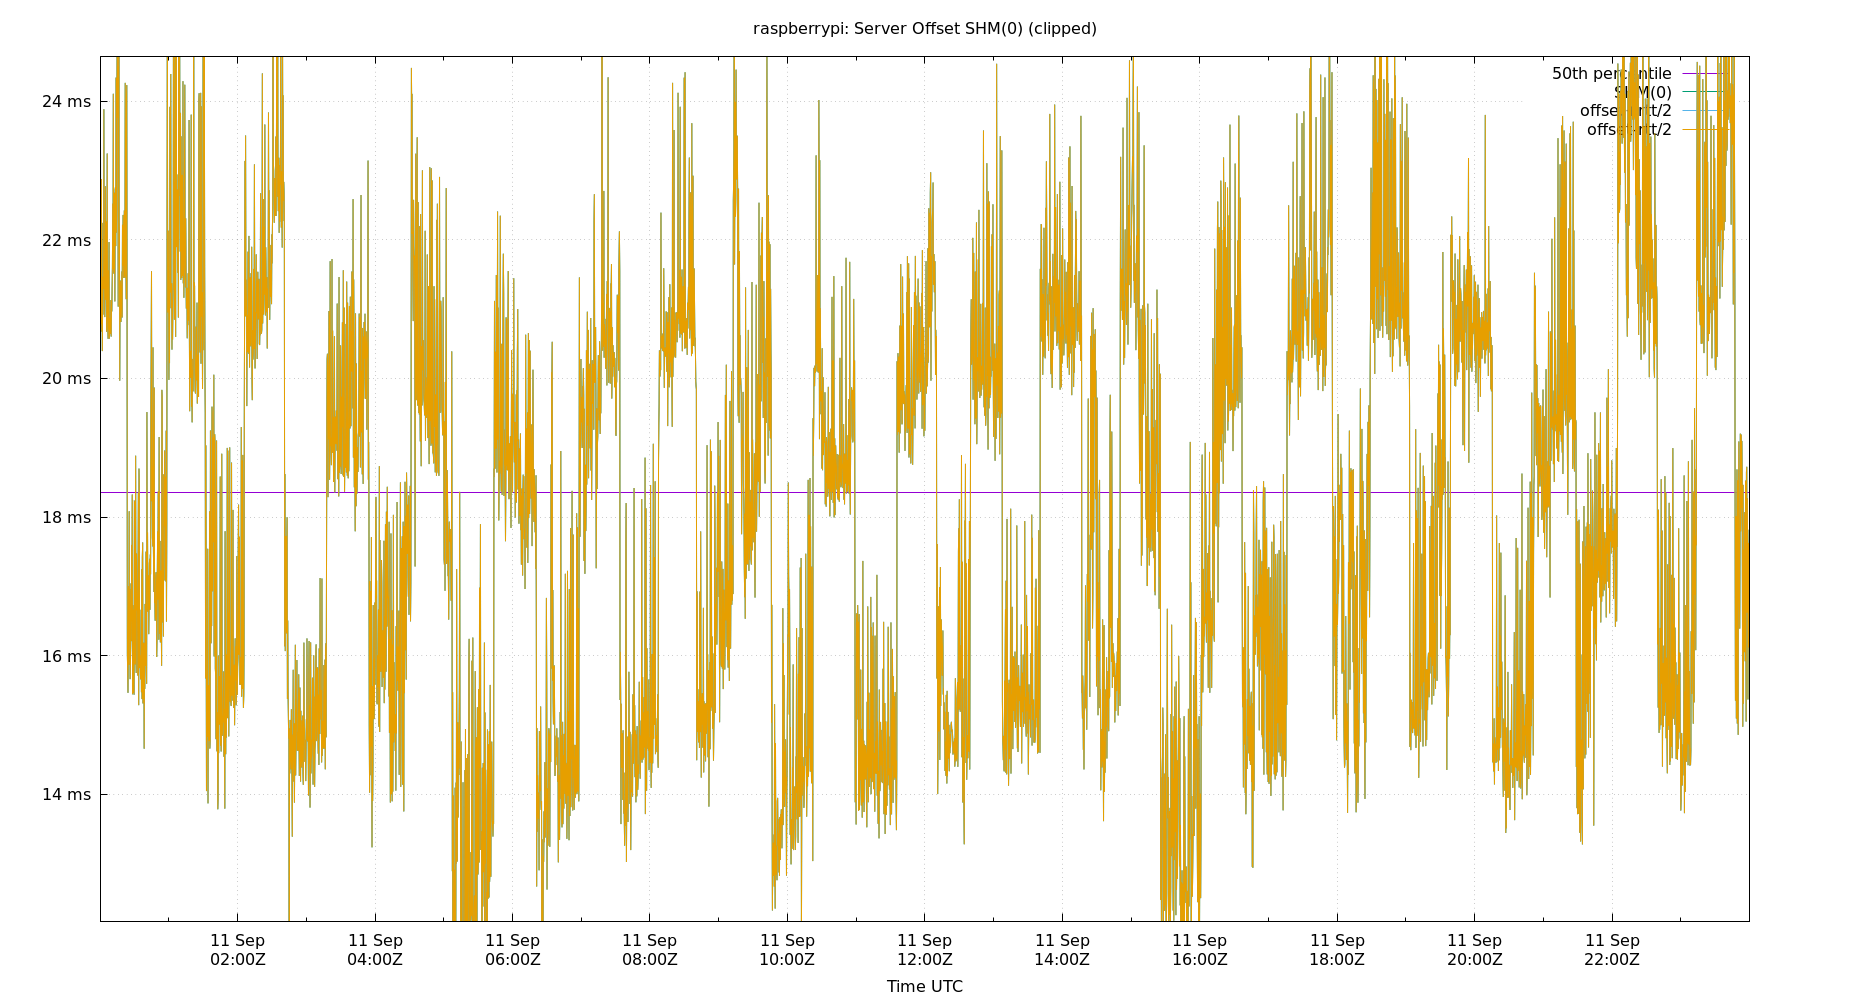 raspberrypi: Server Offset SHM(0) (clipped)
50th percentile
SHM(0)
offset+rtt/2
offset-rtt/2
24 ms
22 ms
20 ms
18 ms
16 ms
14 ms
11 Sep 11 Sep 11 Sep 11 Sep 11 Sep 11 Sep 11 Sep 11 Sep 11 Sep 11 Sep 11 Sep
02:00Z 04:00Z 06:00Z 08:00Z 10:00Z 12:00Z 14:00Z 16:00Z 18:00Z 20:00Z 22:00Z
Time UTC